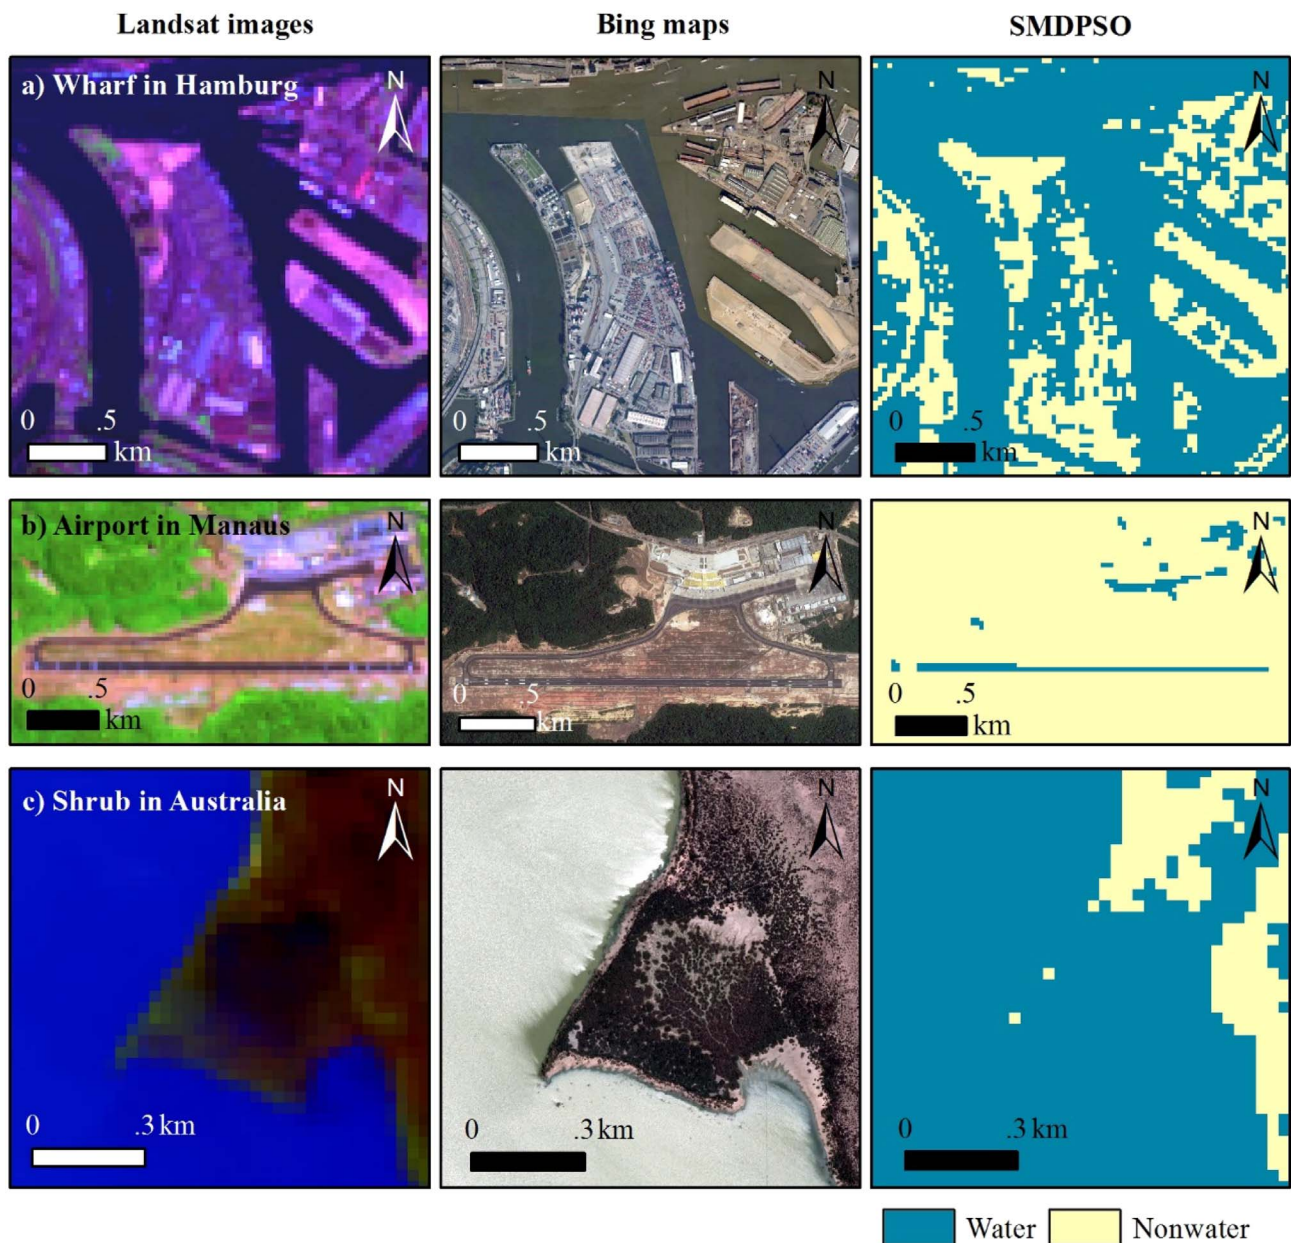 Landsat images Bing maps SMDPSO
a) Wharf in Hamburg N N N
0 .5 0 .5 0 .5
km km km
b) Airport in Manaus N N N
0 .5 0 .5 0 .5
km km km
c) Shrub in Australia N N N
0 .3 km 0 .3 km 0 .3 km
Water Nonwater